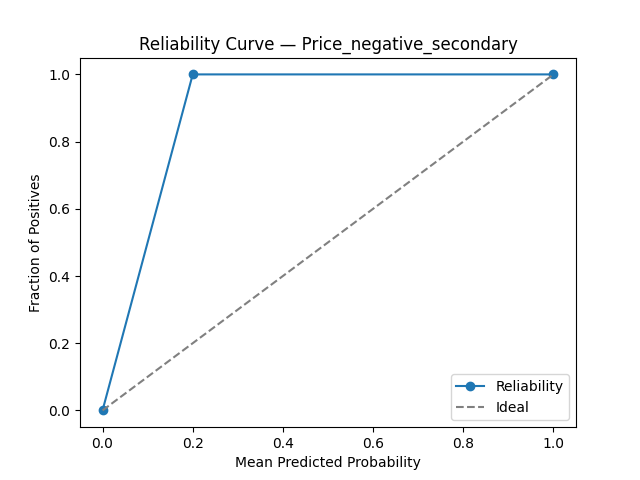 Reliability Curve — Price_negative_secondary
Fraction of Positives
1.0
0.8
0.6
0.4
0.2
0.0
0.0 0.2 0.4 0.6 0.8 1.0
Mean Predicted Probability
Reliability
Ideal